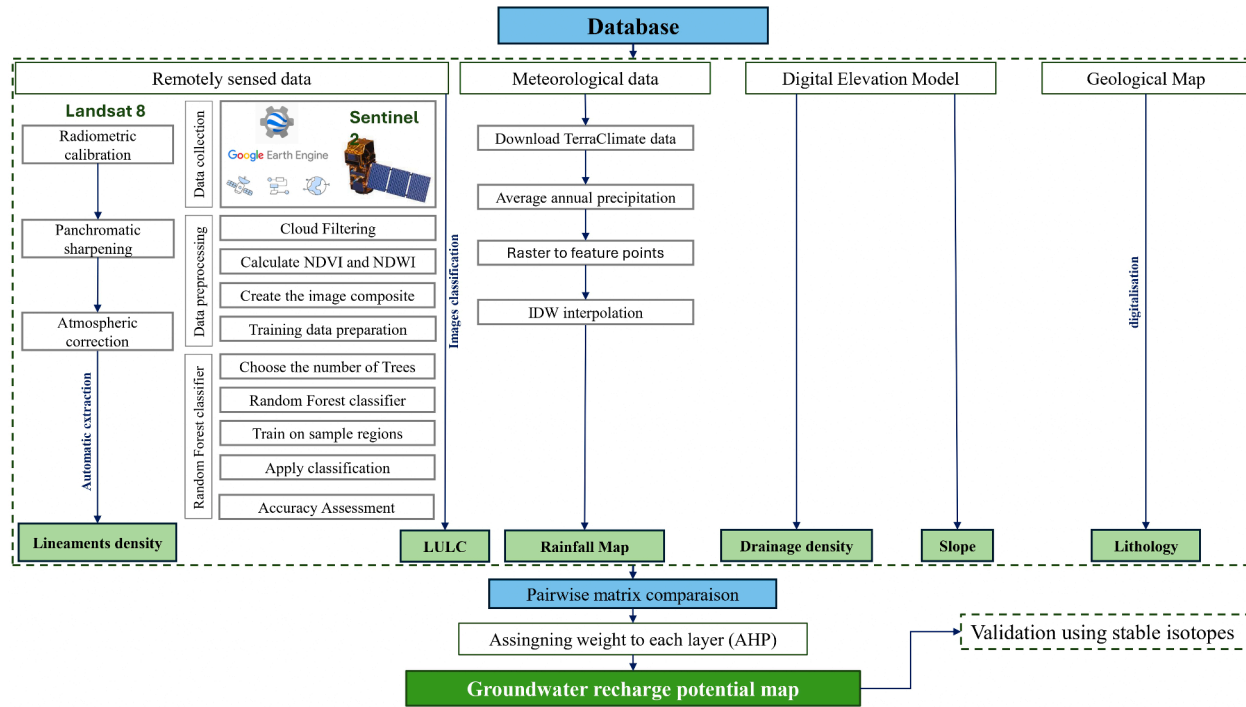 Database
Remotely sensed data
Meteorological data
Digital Elevation Model
Geological Map
Landsat 8
Radiometric
calibration
Panchromatic
sharpening
Atmospheric
correction
Automatic extraction
Lineaments density
Data collection
Google Earth Engine
Sentinel
2
Data preprocessing
Cloud Filtering
Calculate NDVI and NDWI
Create the image composite
Training data preparation
Random Forest classifier
Choose the number of Trees
Random Forest classifier
Train on sample regions
Apply classification
Accuracy Assessment
Images classification
LULC
Download TerraClimate data
Average annual precipitation
Raster to feature points
IDW interpolation
Rainfall Map
Drainage density
Slope
digitalisation
Lithology
Pairwise matrix comparaison
Assingning weight to each layer (AHP)
Validation using stable isotopes
Groundwater recharge potential map